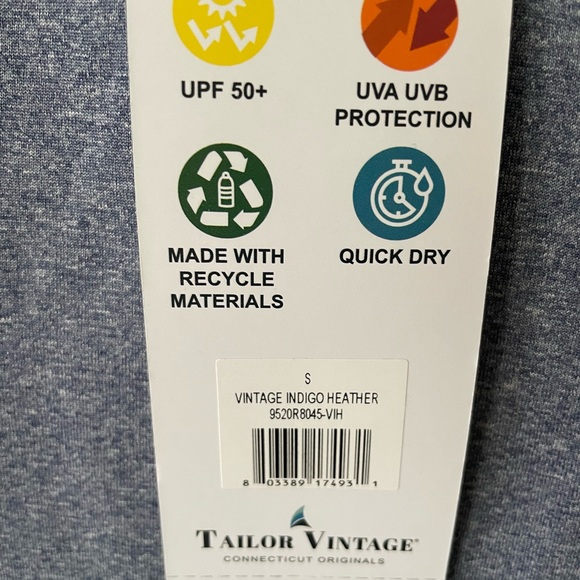 UPF 50+
UVA UVB
PROTECTION
MADE WITH
RECYCLE
MATERIALS
QUICK DRY
S
VINTAGE INDIGO HEATHER
9520R8045-VIH
8 03389 17493 1
TAILOR VINTAGE®
CONNECTICUT ORIGINALS